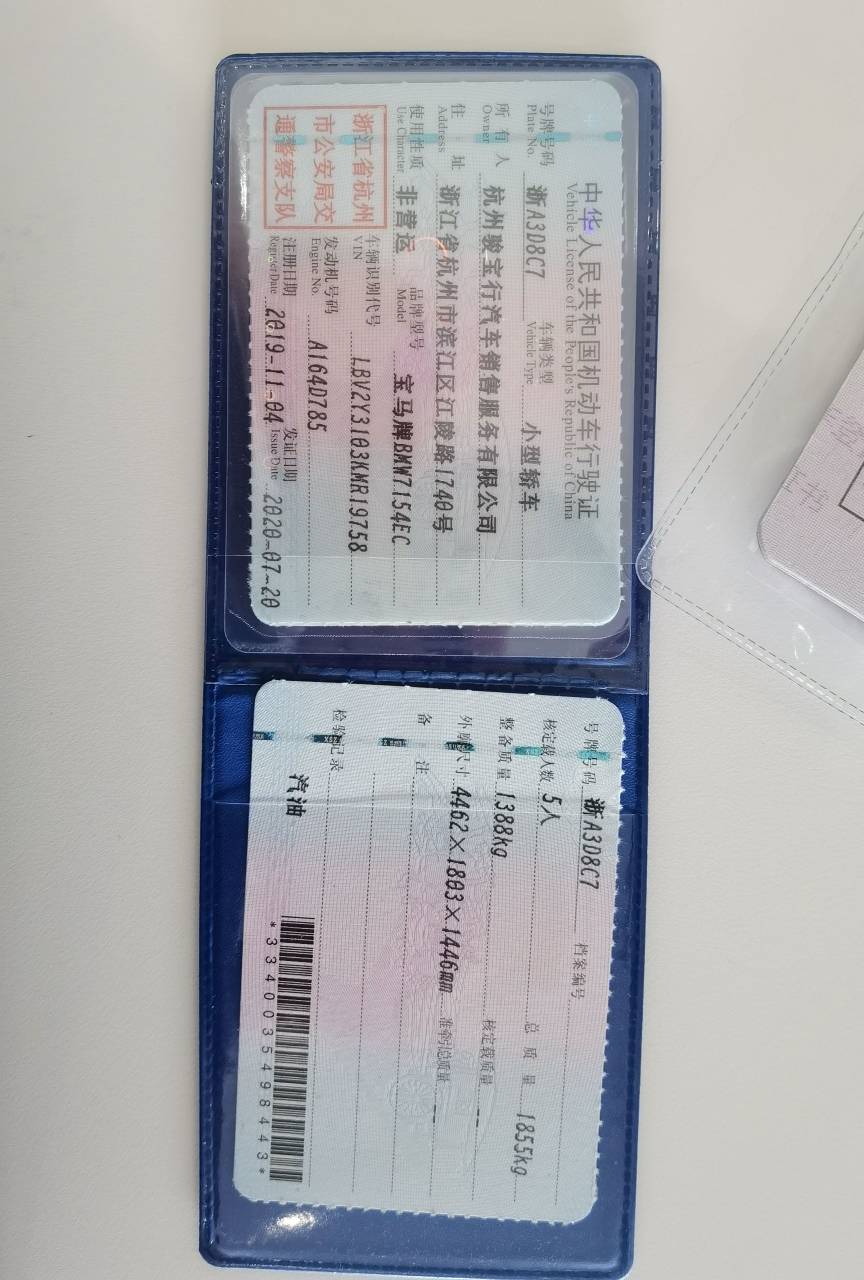 中华人民共和国机动车行驶证
Vehicle License of the People's Republic of China
号牌号码 浙A3D8C7 车辆类型 小型轿车
Plate No. Vehicle Type
所有人 杭州骏宝行汽车销售服务有限公司
Owner
住址 浙江省杭州市滨江区江陵路1740号
Address
使用性质 非营运 品牌型号 宝马牌BMW7154EC
Use Character Model
浙江省杭州
市公安局交
通警察支队
车辆识别代号 LBV2Y3103KMR19758
VIN
发动机号码 A164D785
Engine No.
注册日期 2019-11-04 发证日期 2020-07-20
Register Date Issue Date
号牌号码 浙A3D8C7 档案编号
核定载人数 5人 总质量 1855kg
整备质量 1388kg 核定载质量 --
外廓尺寸 4462×1803×1446mm 准牵引总质量 --
备注
检验记录
汽油
*3340035498443*